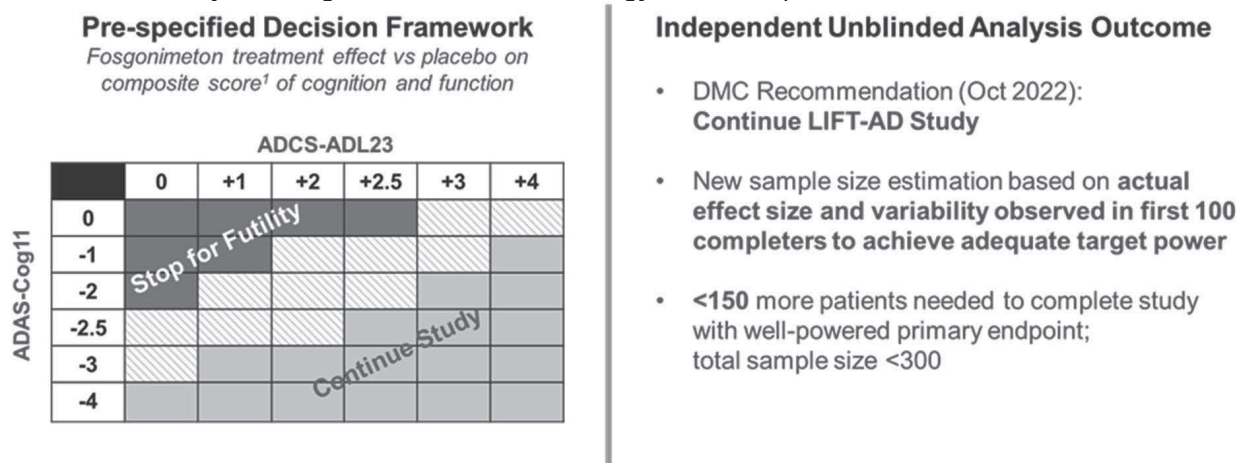 Pre-specified Decision Framework
Fosgonimeton treatment effect vs placebo on
composite score¹ of cognition and function
ADCS-ADL23
0 +1 +2 +2.5 +3 +4
ADAS-Cog11
0
-1
-2
-2.5
-3
-4
Stop for Futility
Continue Study
Independent Unblinded Analysis Outcome
• DMC Recommendation (Oct 2022):
Continue LIFT-AD Study
• New sample size estimation based on actual
effect size and variability observed in first 100
completers to achieve adequate target power
• <150 more patients needed to complete study
with well-powered primary endpoint;
total sample size <300